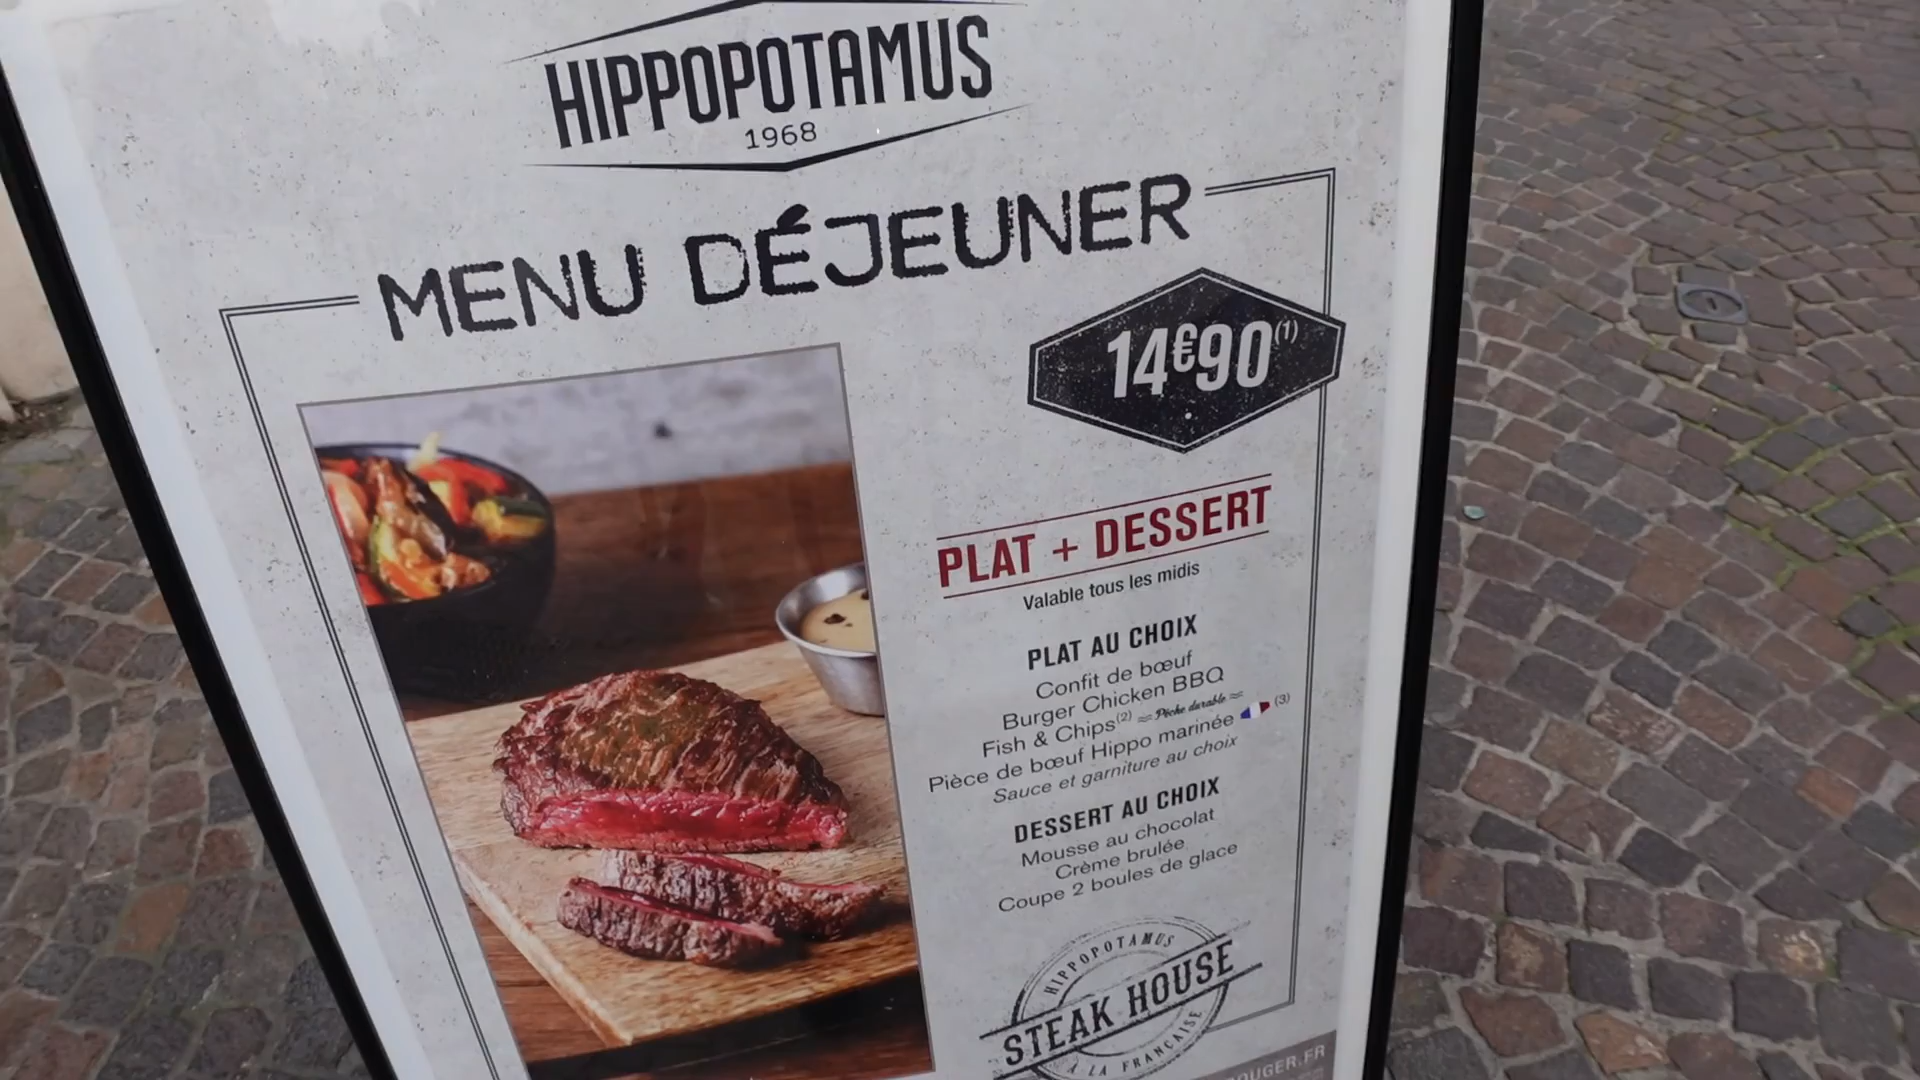 HIPPOPOTAMUS
1968
MENU DÉJEUNER
14€90(1)
PLAT + DESSERT
Valable tous les midis
PLAT AU CHOIX
Confit de bœuf
Burger Chicken BBQ
Fish & Chips(2) ≈ Pêche durable ≈
Pièce de bœuf Hippo marinée (3)
Sauce et garniture au choix
DESSERT AU CHOIX
Mousse au chocolat
Crème brulée
Coupe 2 boules de glace
HIPPOPOTAMUS
STEAK HOUSE
À LA FRANÇAISE
OUGER.FR